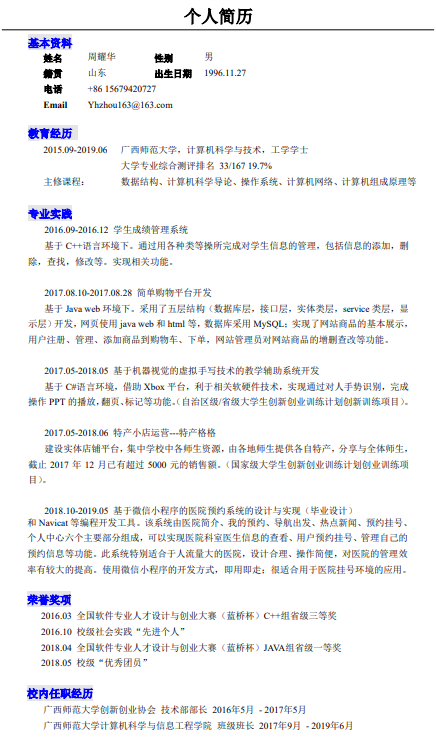 个人简历
基本资料
姓名 周耀华 性别 男
籍贯 山东 出生日期 1996.11.27
电话 +86 15679420727
Email Yhzhou163@163.com
教育经历
2015.09-2019.06 广西师范大学，计算机科学与技术，工学学士
大学专业综合测评排名 33/167 19.7%
主修课程： 数据结构、计算机科学导论、操作系统、计算机网络、计算机组成原理等
专业实践
2016.09-2016.12 学生成绩管理系统
基于 C++语言环境下。通过用各种类等操所完成对学生信息的管理，包括信息的添加，删
除，查找，修改等。实现相关功能。
2017.08.10-2017.08.28 简单购物平台开发
基于 Java web 环境下。采用了五层结构（数据库层，接口层，实体类层，service 类层，显
示层）开发，网页使用 java web 和 html 等，数据库采用 MySQL；实现了网站商品的基本展示，
用户注册、管理、添加商品到购物车、下单，网站管理员对网站商品的增删查改等功能。
2017.05-2018.05 基于机器视觉的虚拟手写技术的教学辅助系统开发
基于 C#语言环境，借助 Xbox 平台，利于相关软硬件技术，实现通过对人手势识别，完成
操作 PPT 的播放，翻页、标记等功能。（自治区级/省级大学生创新创业训练计划创新训练项目）。
2017.05-2018.06 特产小店运营---特产格格
建设实体店铺平台，集中学校中各师生资源，由各地师生提供各自特产，分享与全体师生，
截止 2017 年 12 月已有超过 5000 元的销售额。（国家级大学生创新创业训练计划创业训练项
目）。
2018.10-2019.05 基于微信小程序的医院预约系统的设计与实现（毕业设计）
和 Navicat 等编程开发工具。该系统由医院简介、我的预约、导航出发、热点新闻、预约挂号、
个人中心六个主要部分组成，可以实现医院科室医生信息的查看、用户预约挂号、管理自己的
预约信息等功能。此系统特别适合于人流量大的医院，设计合理、操作简便，对医院的管理效
率有较大的提高。使用微信小程序的开发方式，即用即走；很适合用于医院挂号环境的应用。
荣誉奖项
2016.03 全国软件专业人才设计与创业大赛（蓝桥杯）C++组省级三等奖
2016.10 校级社会实践“先进个人”
2018.04 全国软件专业人才设计与创业大赛（蓝桥杯）JAVA组省级一等奖
2018.05 校级“优秀团员”
校内任职经历
广西师范大学创新创业协会 技术部部长 2016年5月 - 2017年5月
广西师范大学计算机科学与信息工程学院 班级班长 2017年9月 - 2019年6月